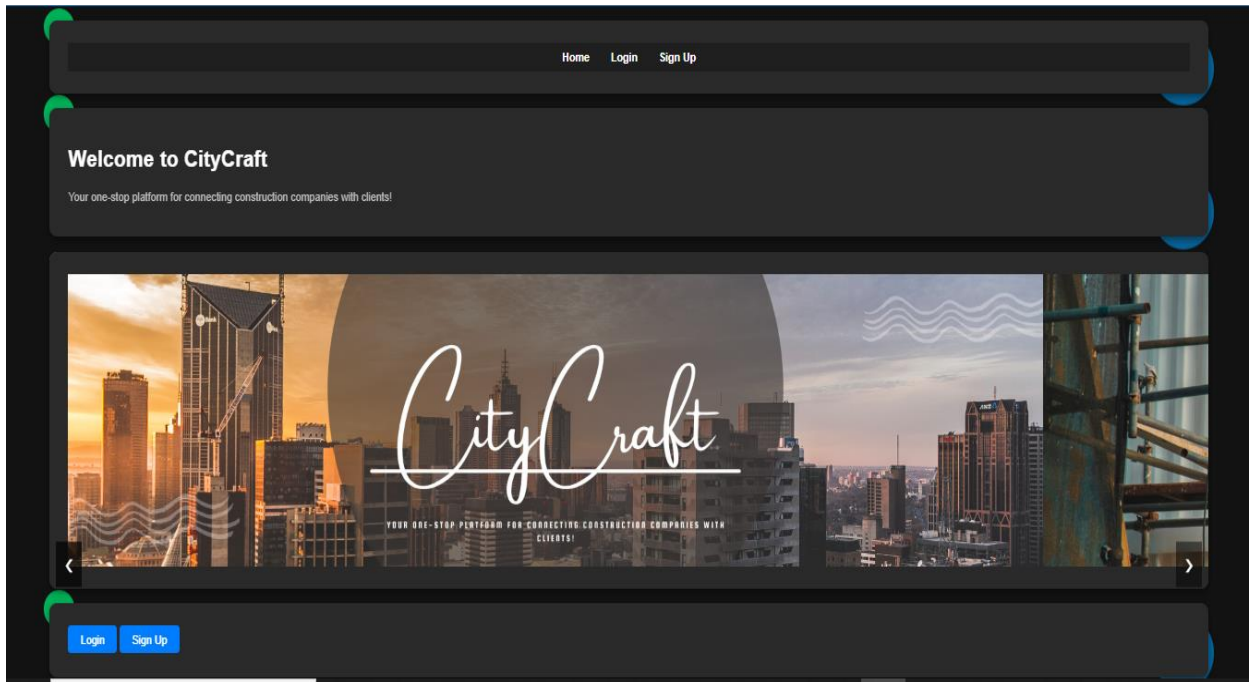 Home Login Sign Up
Welcome to CityCraft
Your one-stop platform for connecting construction companies with clients!
CityCraft
YOUR ONE-STOP PLATFORM FOR CONNECTING CONSTRUCTION COMPANIES WITH
CLIENTS!
❮ ❯
Login Sign Up